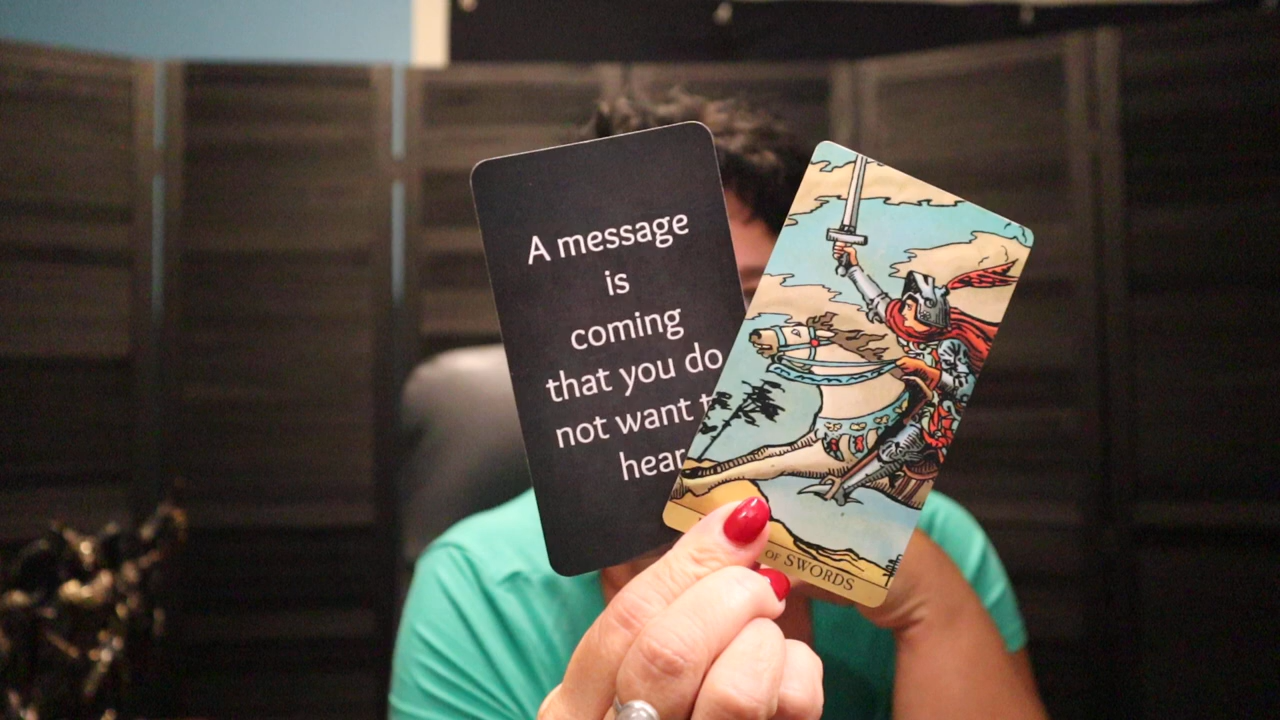 A message
is
coming
that you do
not want
hear
OF SWORDS